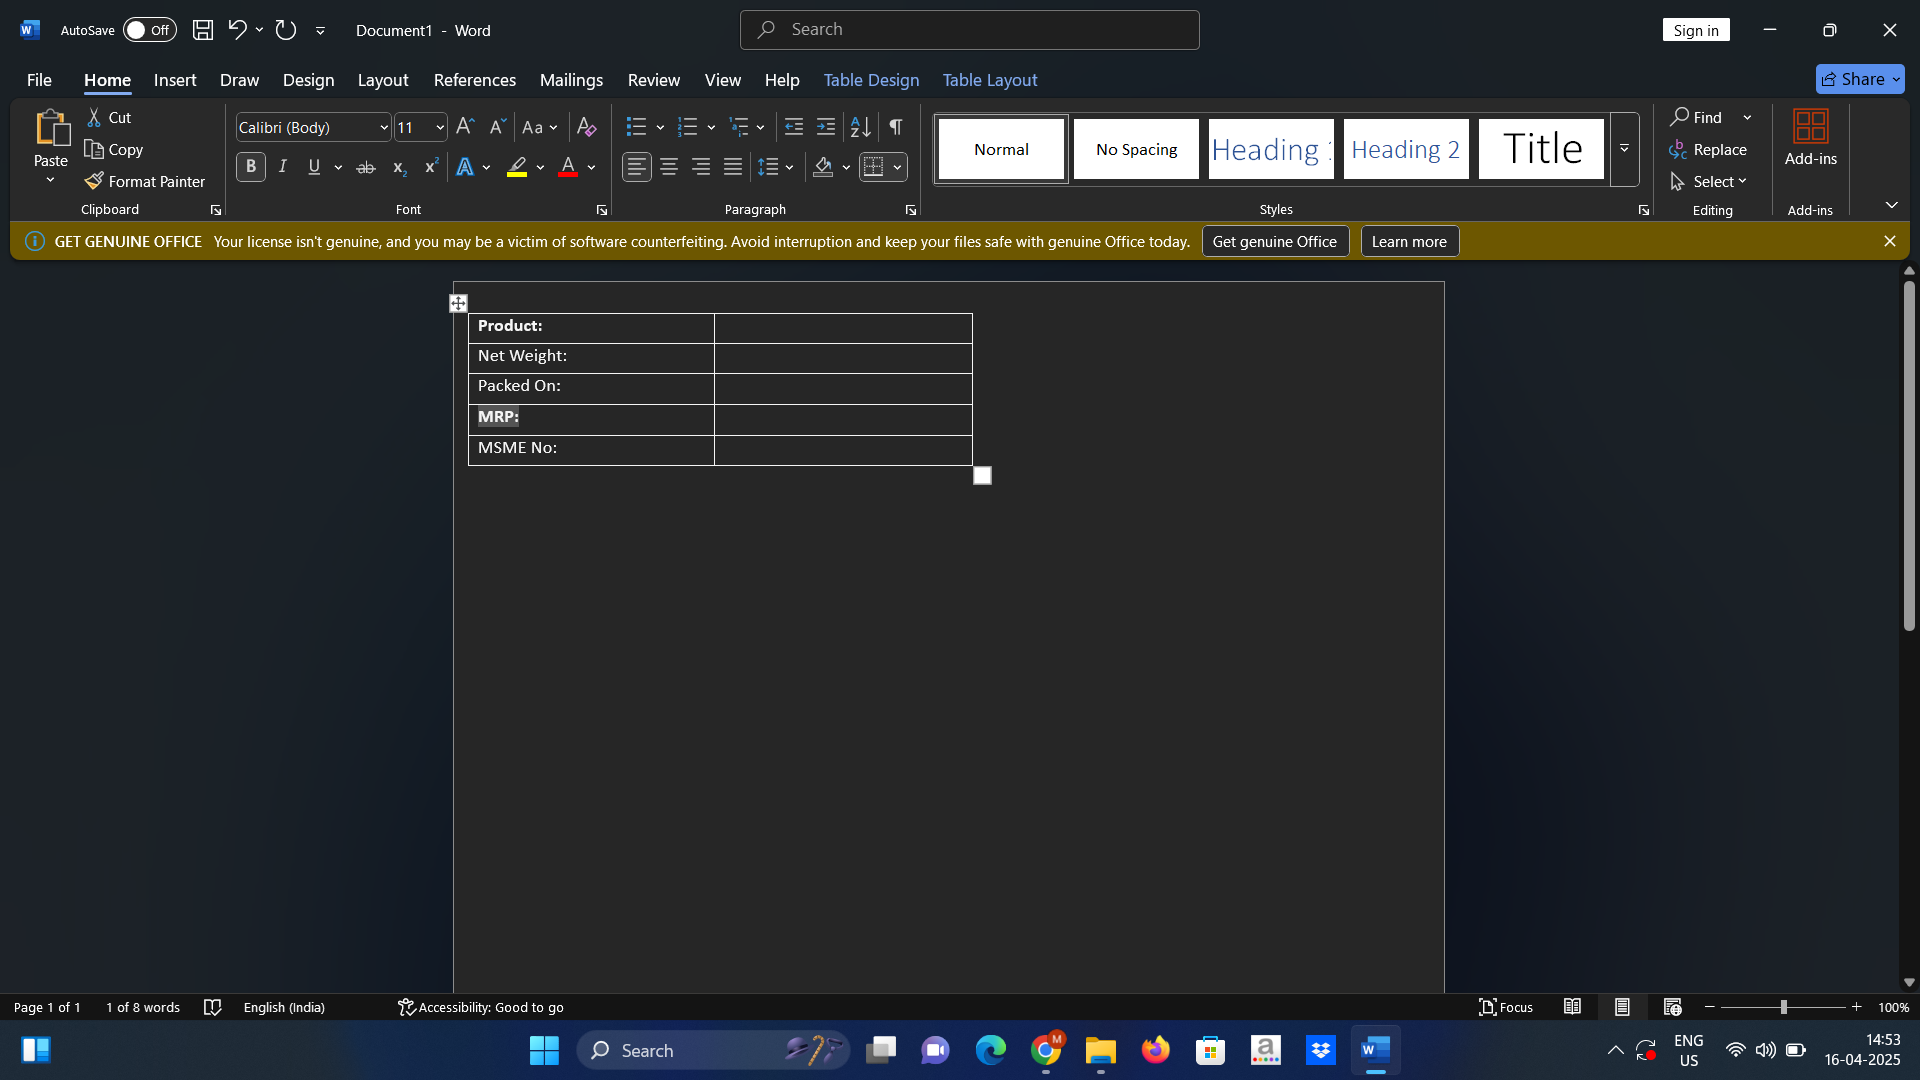 AutoSave Off Document1 - Word Search Sign in
File Home Insert Draw Design Layout References Mailings Review View Help Table Design Table Layout Share
Paste Cut Copy Format Painter Clipboard
Calibri (Body) 11 Aa
B I U ab x₂ x² A A
Font
Paragraph
Normal No Spacing Heading 1 Heading 2 Title
Styles
Find Replace Select Editing
Add-ins
Add-ins
GET GENUINE OFFICE Your license isn't genuine, and you may be a victim of software counterfeiting. Avoid interruption and keep your files safe with genuine Office today. Get genuine Office Learn more
Product:
Net Weight:
Packed On:
MRP:
MSME No:
Page 1 of 1 1 of 8 words English (India) Accessibility: Good to go Focus 100%
Search ENG US 14:53 16-04-2025